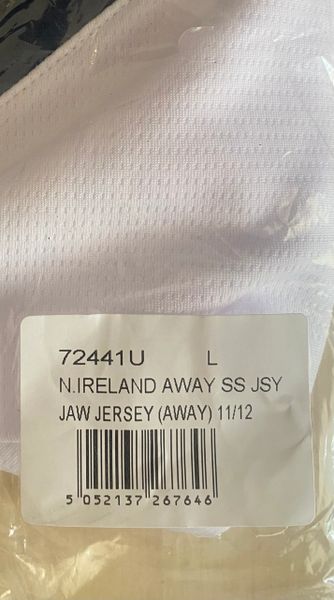 72441U L
N.IRELAND AWAY SS JSY
JAW JERSEY (AWAY) 11/12
5 052137 267646